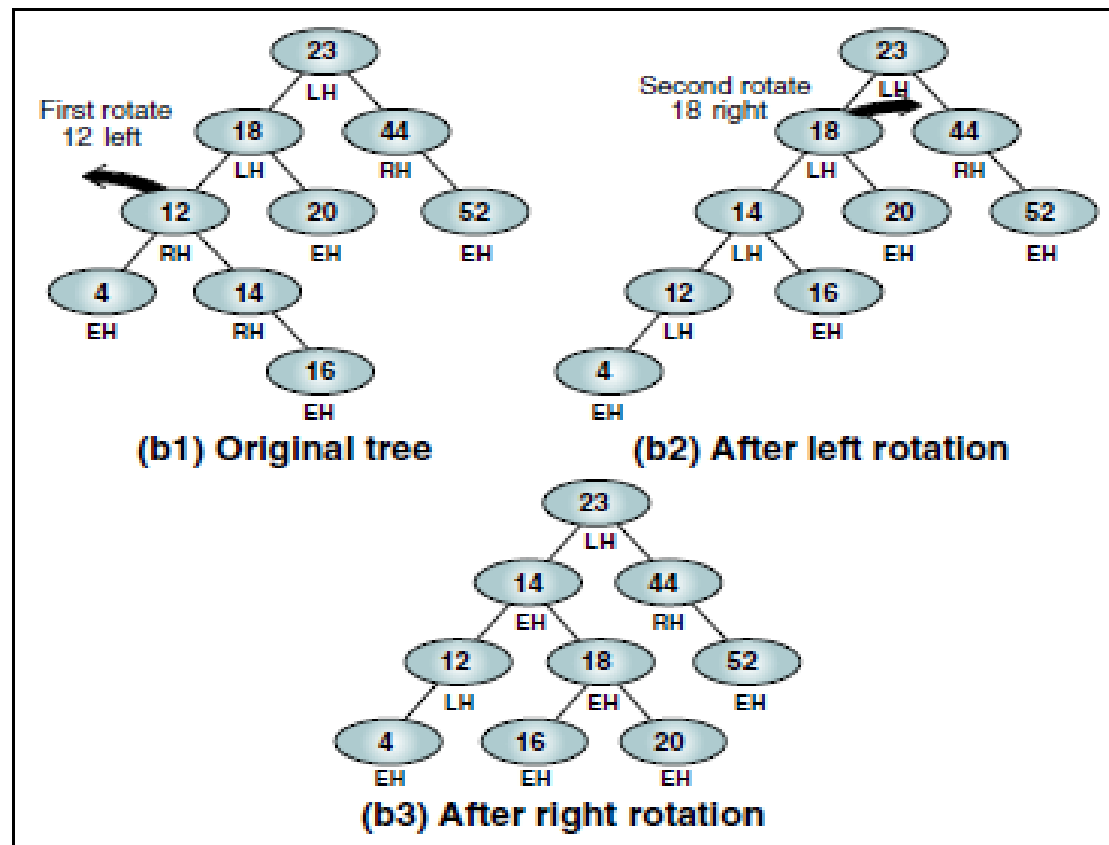 23
LH
First rotate
12 left
18
44
LH
RH
12
20
52
RH
EH
EH
4
14
EH
RH
16
EH
(b1) Original tree
23
LH
Second rotate
18 right
18
44
LH
RH
14
20
52
LH
EH
EH
12
16
LH
EH
4
EH
(b2) After left rotation
23
LH
14
44
EH
RH
12
18
52
LH
EH
EH
4
16
20
EH
EH
EH
(b3) After right rotation